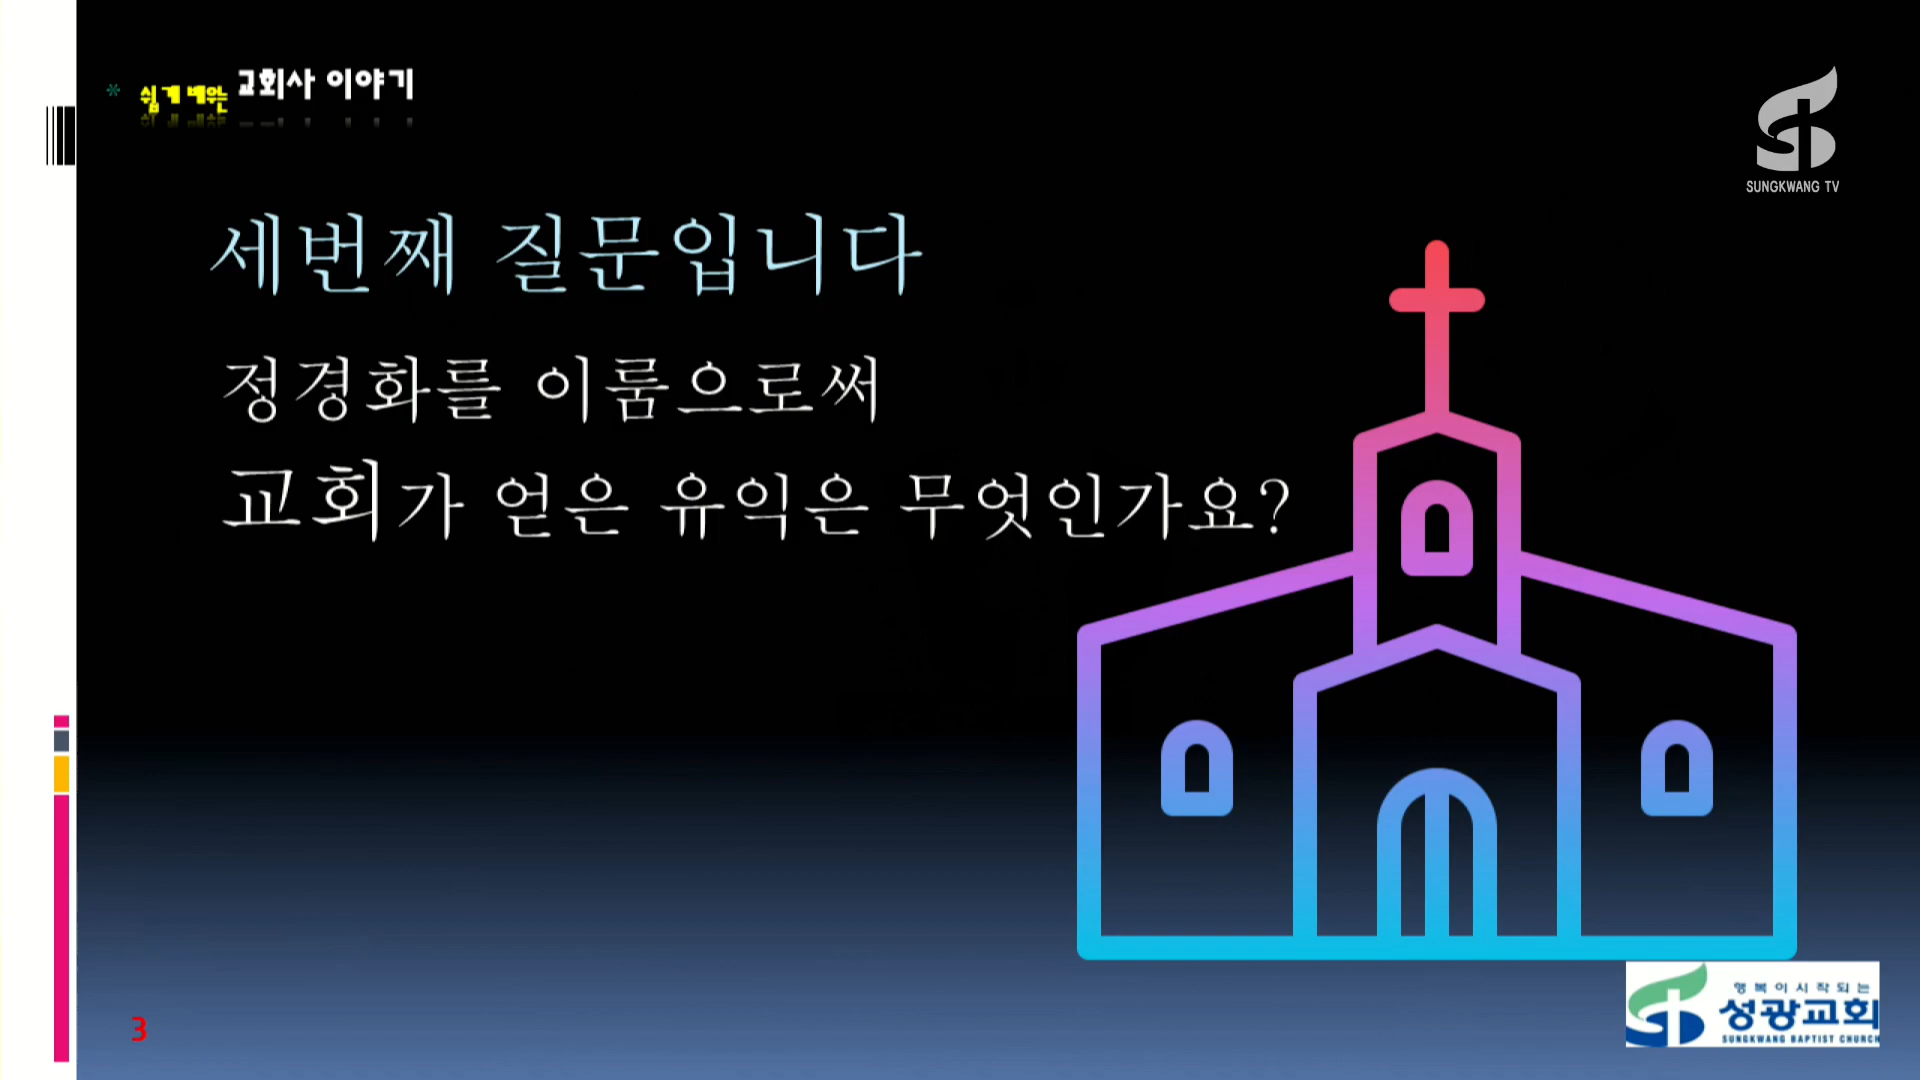 * 쉽게 배우는 교회사 이야기
SUNGKWANG TV
세번째 질문입니다
정경화를 이룸으로써
교회가 얻은 유익은 무엇인가요?
3
행복이시작되는
성광교회
SUNGKWANG BAPTIST CHURCH